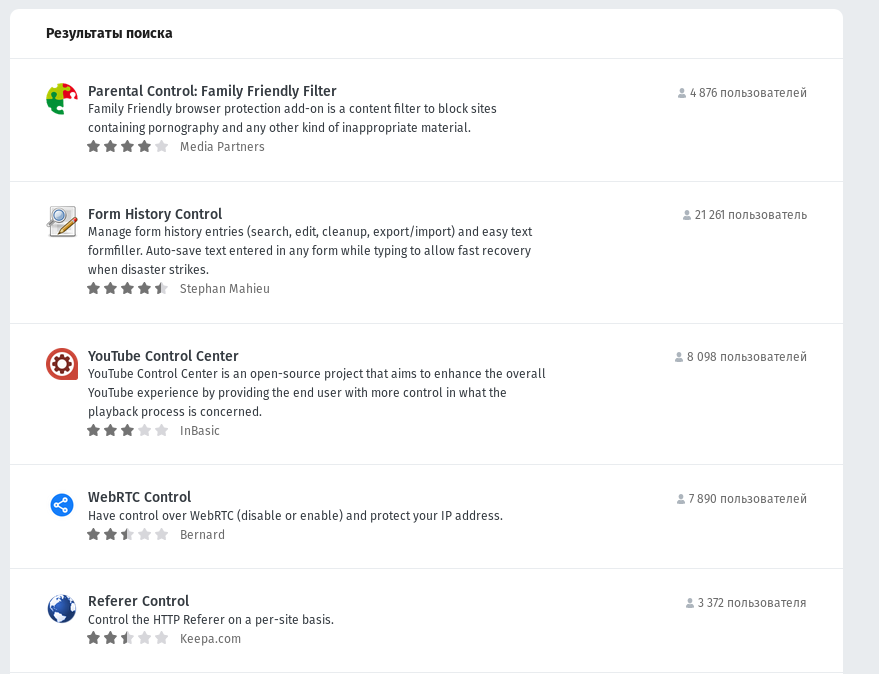 Результаты поиска
Parental Control: Family Friendly Filter
4 876 пользователей
Family Friendly browser protection add-on is a content filter to block sites
containing pornography and any other kind of inappropriate material.
Media Partners
Form History Control
21 261 пользователь
Manage form history entries (search, edit, cleanup, export/import) and easy text
formfiller. Auto-save text entered in any form while typing to allow fast recovery
when disaster strikes.
Stephan Mahieu
YouTube Control Center
8 098 пользователей
YouTube Control Center is an open-source project that aims to enhance the overall
YouTube experience by providing the end user with more control in what the
playback process is concerned.
InBasic
WebRTC Control
7 890 пользователей
Have control over WebRTC (disable or enable) and protect your IP address.
Bernard
Referer Control
3 372 пользователя
Control the HTTP Referer on a per-site basis.
Keepa.com